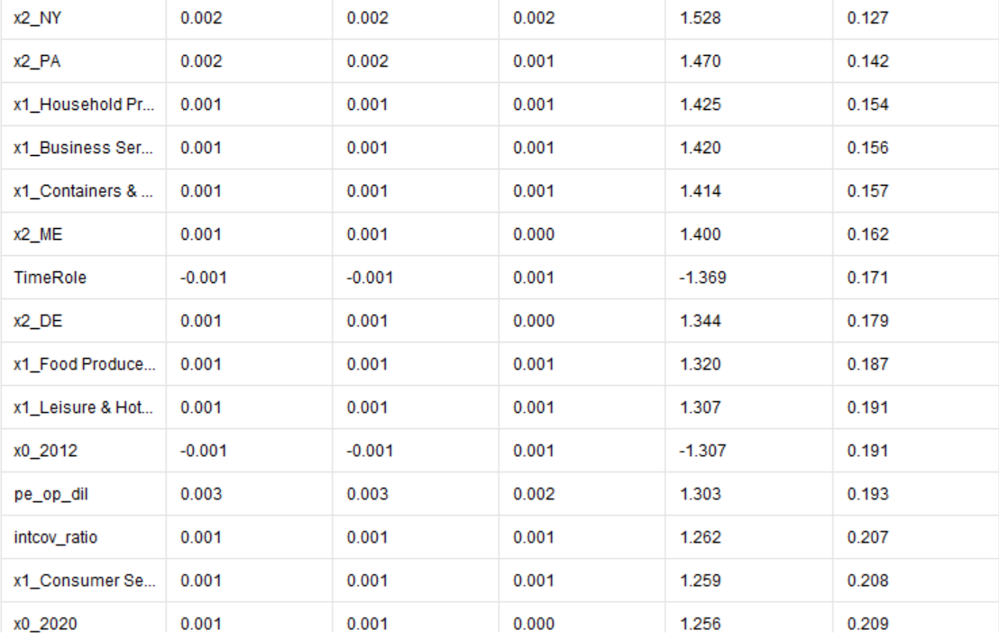 x2_NY 0.002 0.002 0.002 1.528 0.127
x2_PA 0.002 0.002 0.001 1.470 0.142
x1_Household Pr... 0.001 0.001 0.001 1.425 0.154
x1_Business Ser... 0.001 0.001 0.001 1.420 0.156
x1_Containers & ... 0.001 0.001 0.001 1.414 0.157
x2_ME 0.001 0.001 0.000 1.400 0.162
TimeRole -0.001 -0.001 0.001 -1.369 0.171
x2_DE 0.001 0.001 0.000 1.344 0.179
x1_Food Produce... 0.001 0.001 0.001 1.320 0.187
x1_Leisure & Hot... 0.001 0.001 0.001 1.307 0.191
x0_2012 -0.001 -0.001 0.001 -1.307 0.191
pe_op_dil 0.003 0.003 0.002 1.303 0.193
intcov_ratio 0.001 0.001 0.001 1.262 0.207
x1_Consumer Se... 0.001 0.001 0.001 1.259 0.208
x0_2020 0.001 0.001 0.000 1.256 0.209